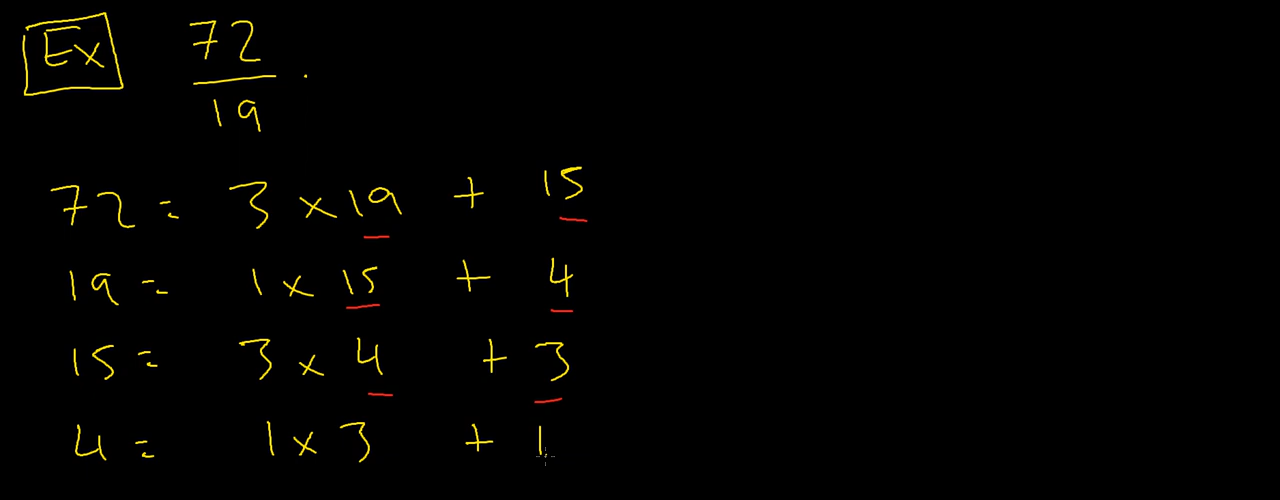 Ex 72/19 .
72 = 3 × 19 + 15
19 = 1 × 15 + 4
15 = 3 × 4 + 3
4 = 1 × 3 + 1